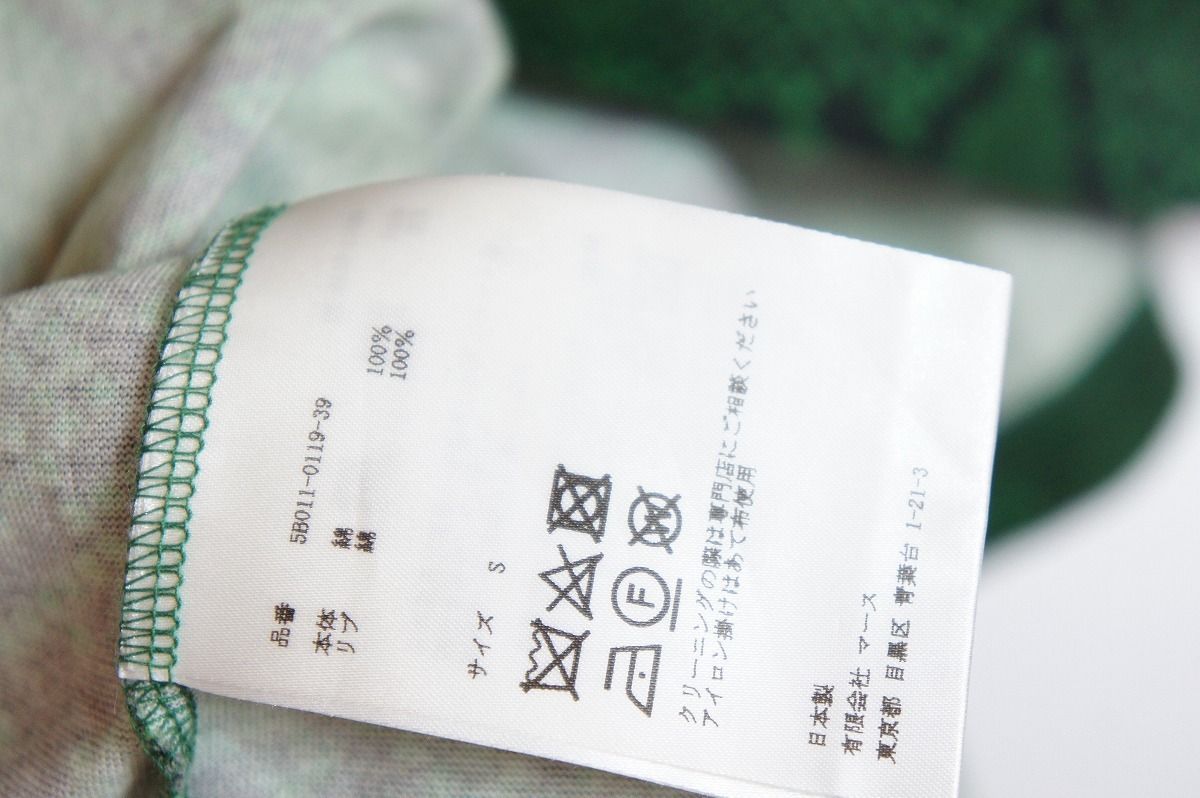 品番 5B011-0119-39
本体 綿 100%
リブ 綿 100%
サイズ S
F W
クリーニングの際は専門店にご相談ください
アイロン掛けはあて布使用
日本製
有限会社 マース
東京都 目黒区 青葉台 1-21-3